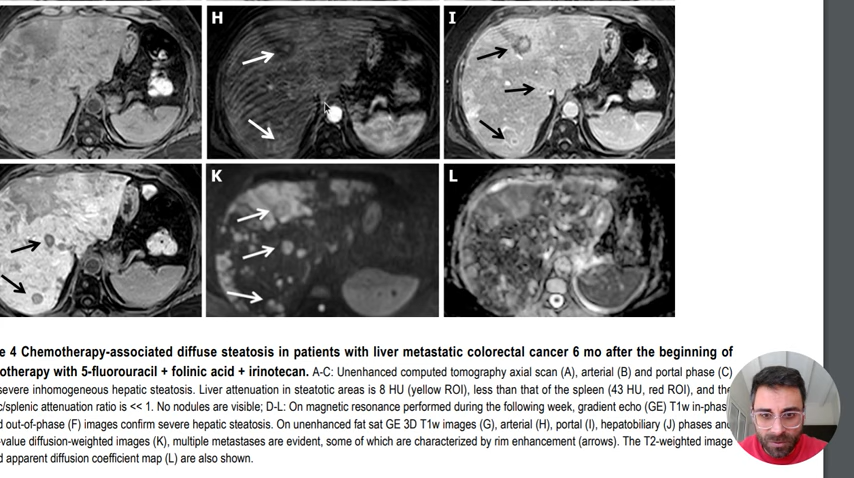 H
I
K
L
e 4 Chemotherapy-associated diffuse steatosis in patients with liver metastatic colorectal cancer 6 mo after the beginning of
otherapy with 5-fluorouracil + folinic acid + irinotecan. A-C: Unenhanced computed tomography axial scan (A), arterial (B) and portal phase (C)
severe inhomogeneous hepatic steatosis. Liver attenuation in steatotic areas is 8 HU (yellow ROI), less than that of the spleen (43 HU, red ROI), and the
c/splenic attenuation ratio is << 1. No nodules are visible; D-L: On magnetic resonance performed during the following week, gradient echo (GE) T1w in-phas
d out-of-phase (F) images confirm severe hepatic steatosis. On unenhanced fat sat GE 3D T1w images (G), arterial (H), portal (I), hepatobiliary (J) phases and
-value diffusion-weighted images (K), multiple metastases are evident, some of which are characterized by rim enhancement (arrows). The T2-weighted image
d apparent diffusion coefficient map (L) are also shown.